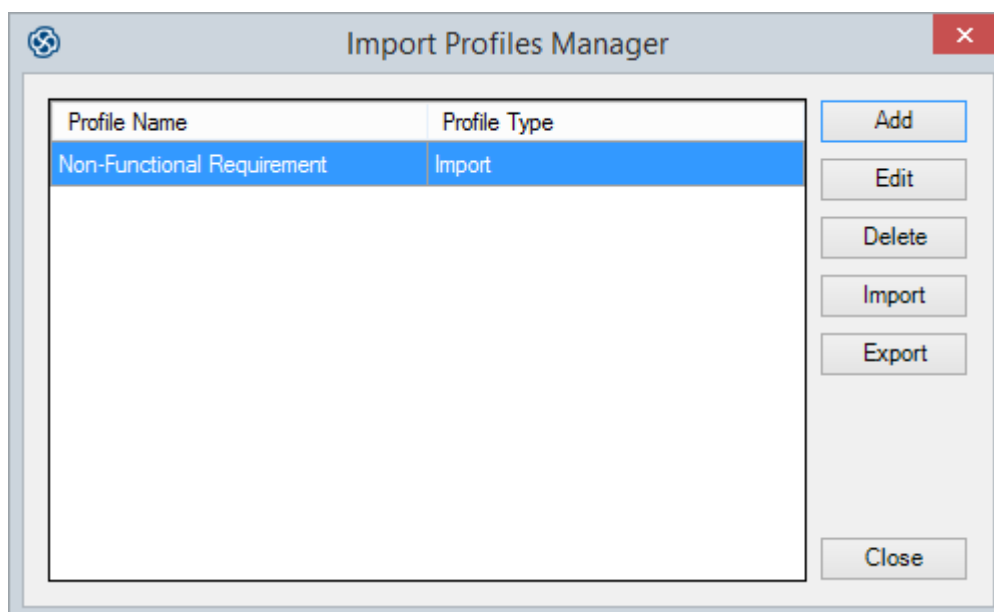 Import Profiles Manager
Profile Name Profile Type
Non-Functional Requirement Import
Add
Edit
Delete
Import
Export
Close